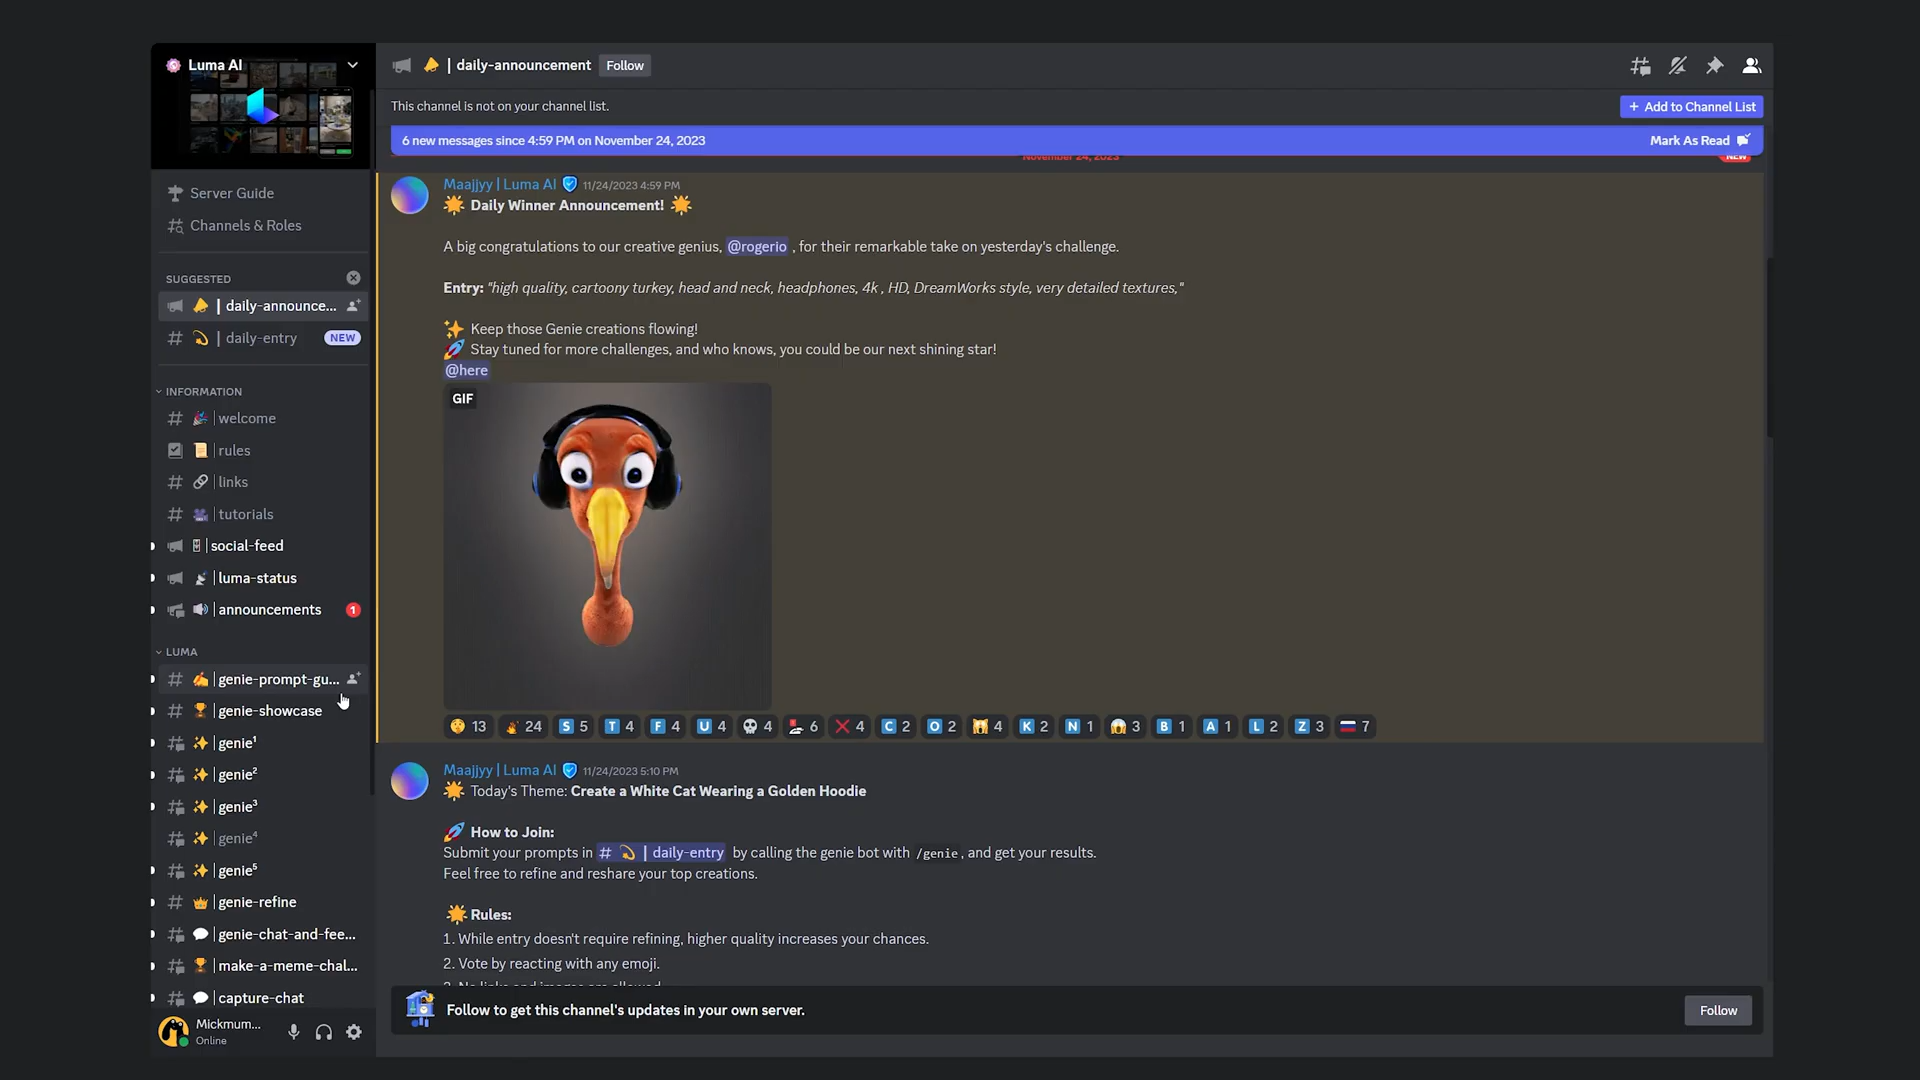 Luma AI
Server Guide
Channels & Roles
SUGGESTED
| daily-announce...
| daily-entry NEW
INFORMATION
|welcome
|rules
|links
|tutorials
|social-feed
|luma-status
|announcements 1
LUMA
|genie-prompt-gu...
|genie-showcase
|genie¹
|genie²
|genie³
|genie⁴
|genie⁵
|genie-refine
|genie-chat-and-fee...
|make-a-meme-chal...
|capture-chat
Mickmum...
Online
| daily-announcement Follow
This channel is not on your channel list.
+ Add to Channel List
6 new messages since 4:59 PM on November 24, 2023
Mark As Read
November 24, 2023
NEW
Maajjyy | Luma AI 11/24/2023 4:59 PM
Daily Winner Announcement!
A big congratulations to our creative genius, @rogerio , for their remarkable take on yesterday's challenge.
Entry: "high quality, cartoony turkey, head and neck, headphones, 4k , HD, DreamWorks style, very detailed textures,"
Keep those Genie creations flowing!
Stay tuned for more challenges, and who knows, you could be our next shining star!
@here
GIF
13 24 S 5 T 4 F 4 U 4 4 6 4 C 2 O 2 4 K 2 N 1 3 B 1 A 1 L 2 Z 3 7
Maajjyy | Luma AI 11/24/2023 5:10 PM
Today's Theme: Create a White Cat Wearing a Golden Hoodie
How to Join:
Submit your prompts in # | daily-entry by calling the genie bot with /genie, and get your results.
Feel free to refine and reshare your top creations.
Rules:
1. While entry doesn't require refining, higher quality increases your chances.
2. Vote by reacting with any emoji.
Follow to get this channel's updates in your own server.
Follow